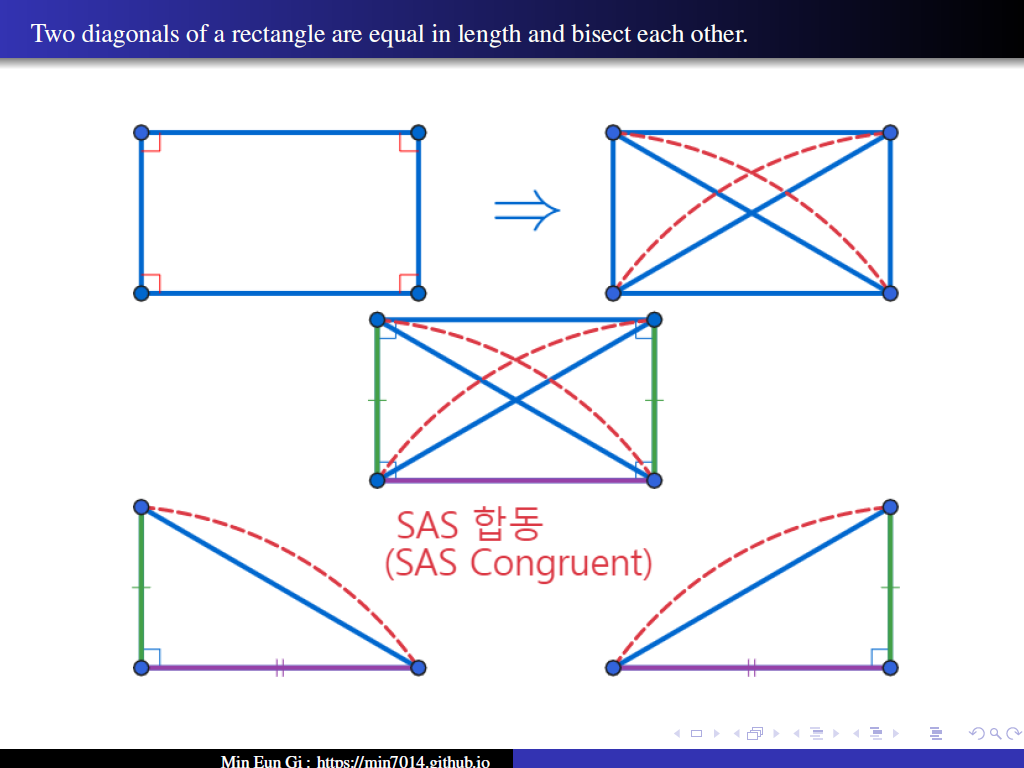 Two diagonals of a rectangle are equal in length and bisect each other.
SAS 합동
(SAS Congruent)
Min Eun Gi : https://min7014.github.io